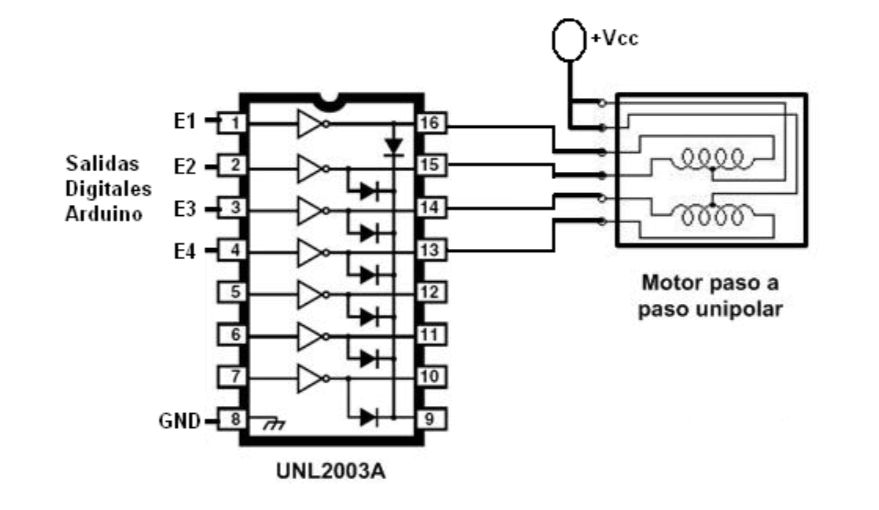 +Vcc
E1
1
16
Salidas
Digitales
Arduino
E2
2
15
E3
3
14
E4
4
13
5
12
6
11
7
10
GND
8
9
Motor paso a
paso unipolar
UNL2003A